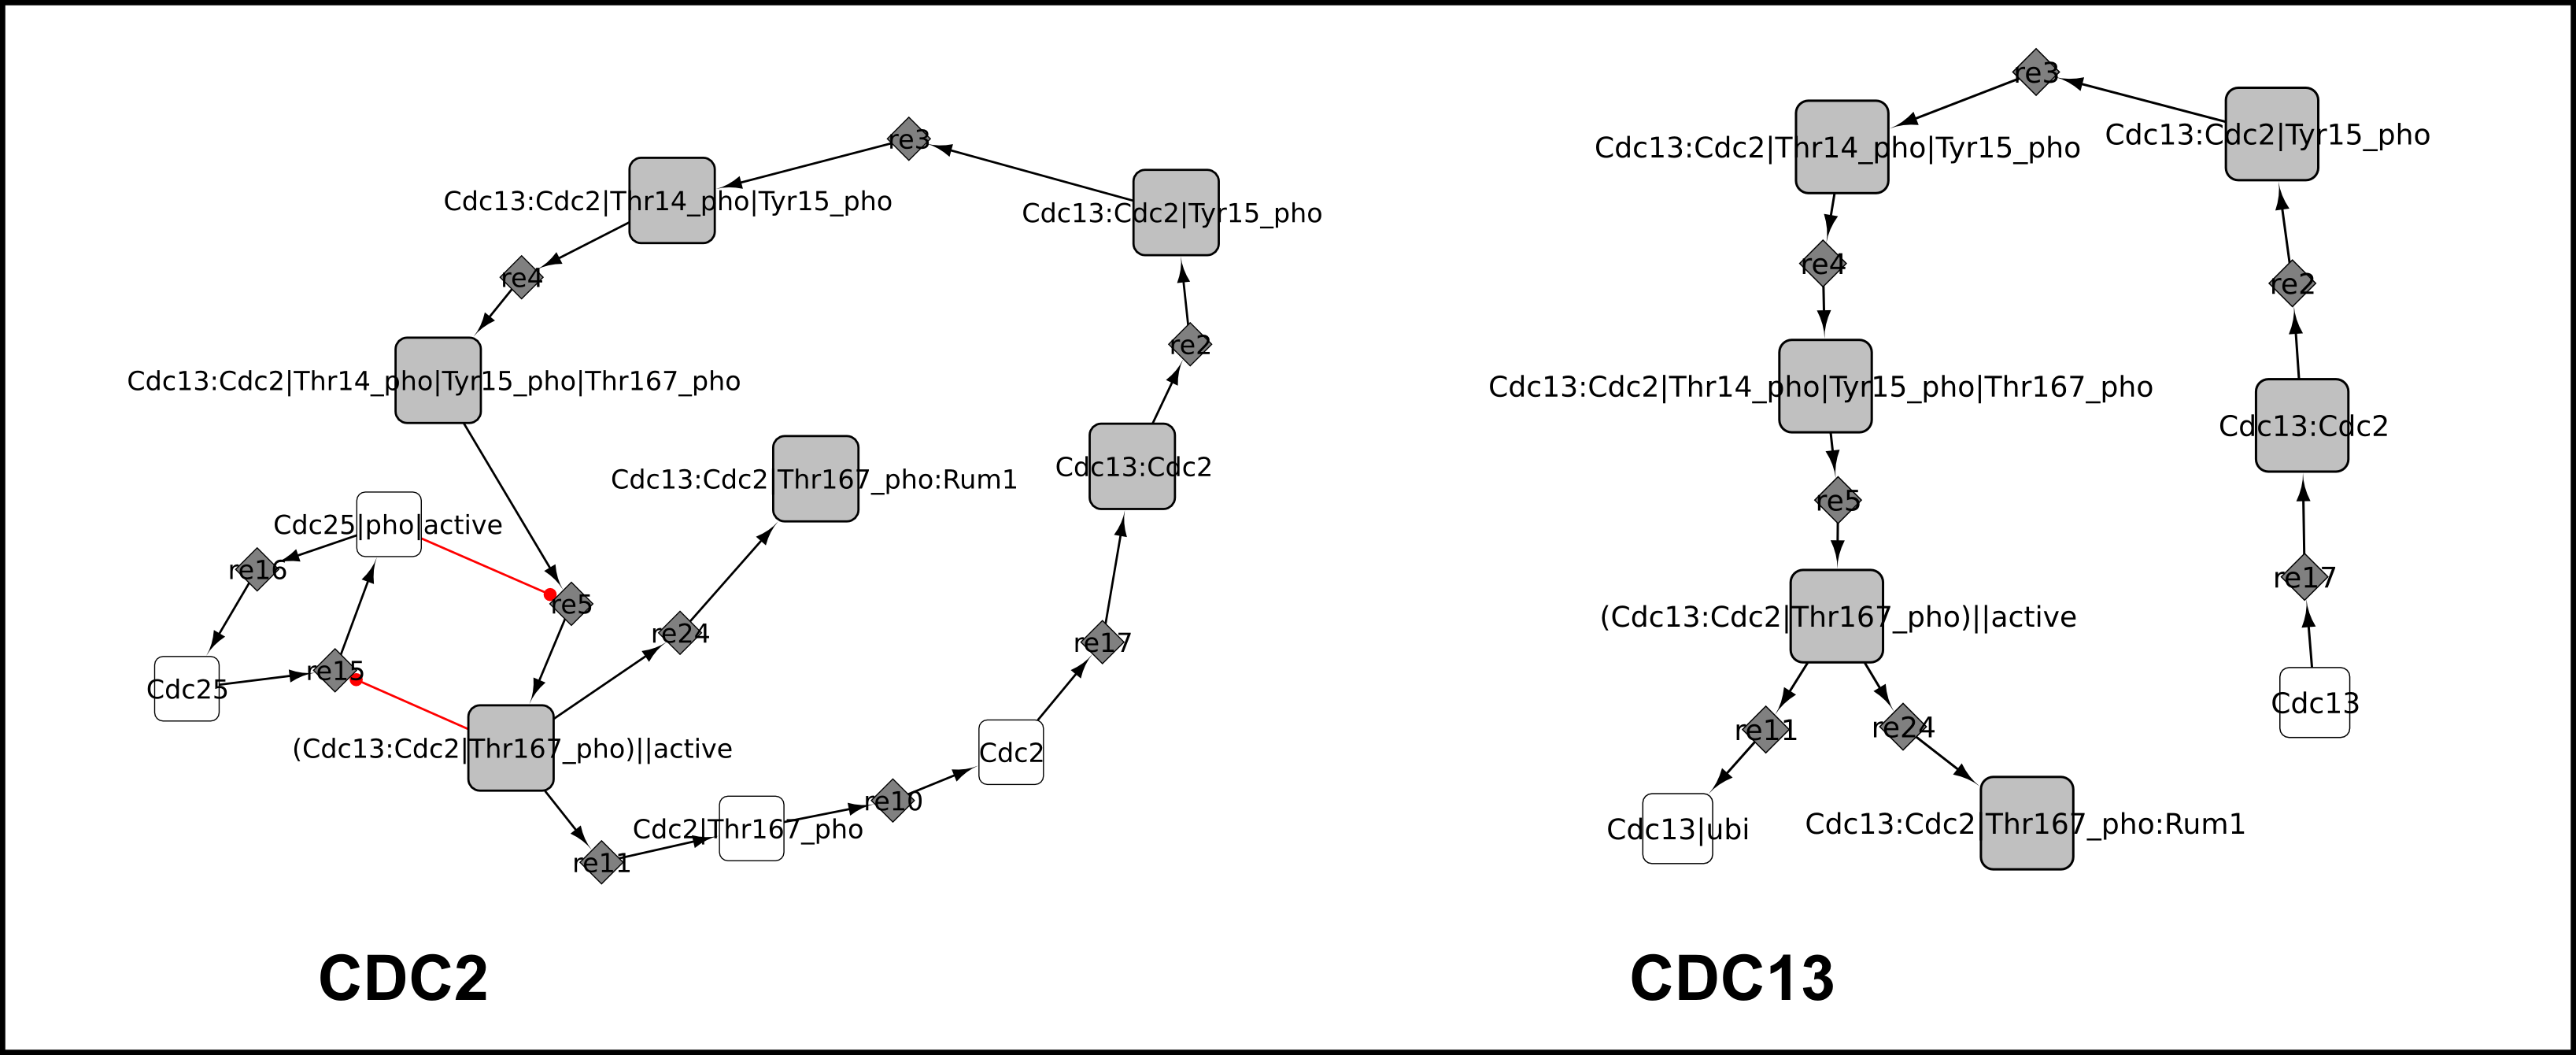 re3
Cdc13:Cdc2|Thr14_pho|Tyr15_pho
Cdc13:Cdc2|Tyr15_pho
re4
re2
Cdc13:Cdc2|Thr14_pho|Tyr15_pho|Thr167_pho
Cdc13:Cdc2|Thr167_pho:Rum1
Cdc13:Cdc2
Cdc25|pho|active
re16
re5
re24
re17
re15
Cdc25
(Cdc13:Cdc2|Thr167_pho)||active
Cdc2
re10
Cdc2|Thr167_pho
re11
CDC2
re3
Cdc13:Cdc2|Thr14_pho|Tyr15_pho
Cdc13:Cdc2|Tyr15_pho
re4
re2
Cdc13:Cdc2|Thr14_pho|Tyr15_pho|Thr167_pho
Cdc13:Cdc2
re5
re17
(Cdc13:Cdc2|Thr167_pho)||active
Cdc13
re11
re24
Cdc13|ubi
Cdc13:Cdc2|Thr167_pho:Rum1
CDC13